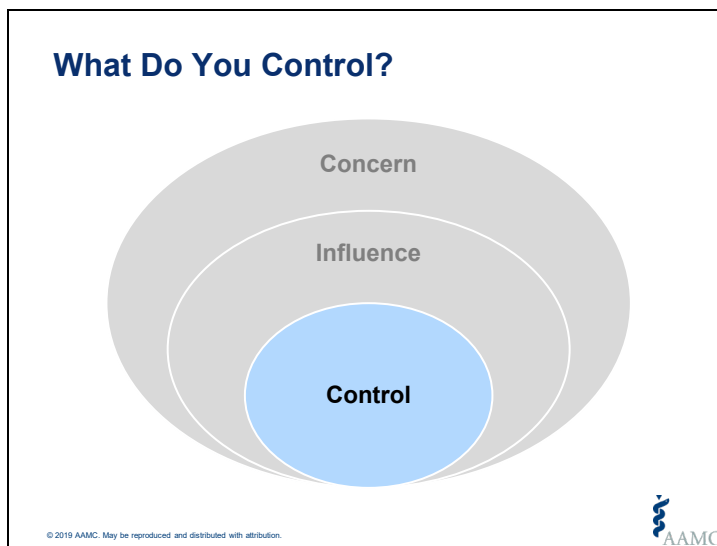 What Do You Control?
Concern
Influence
Control
© 2019 AAMC. May be reproduced and distributed with attribution.
AAMC